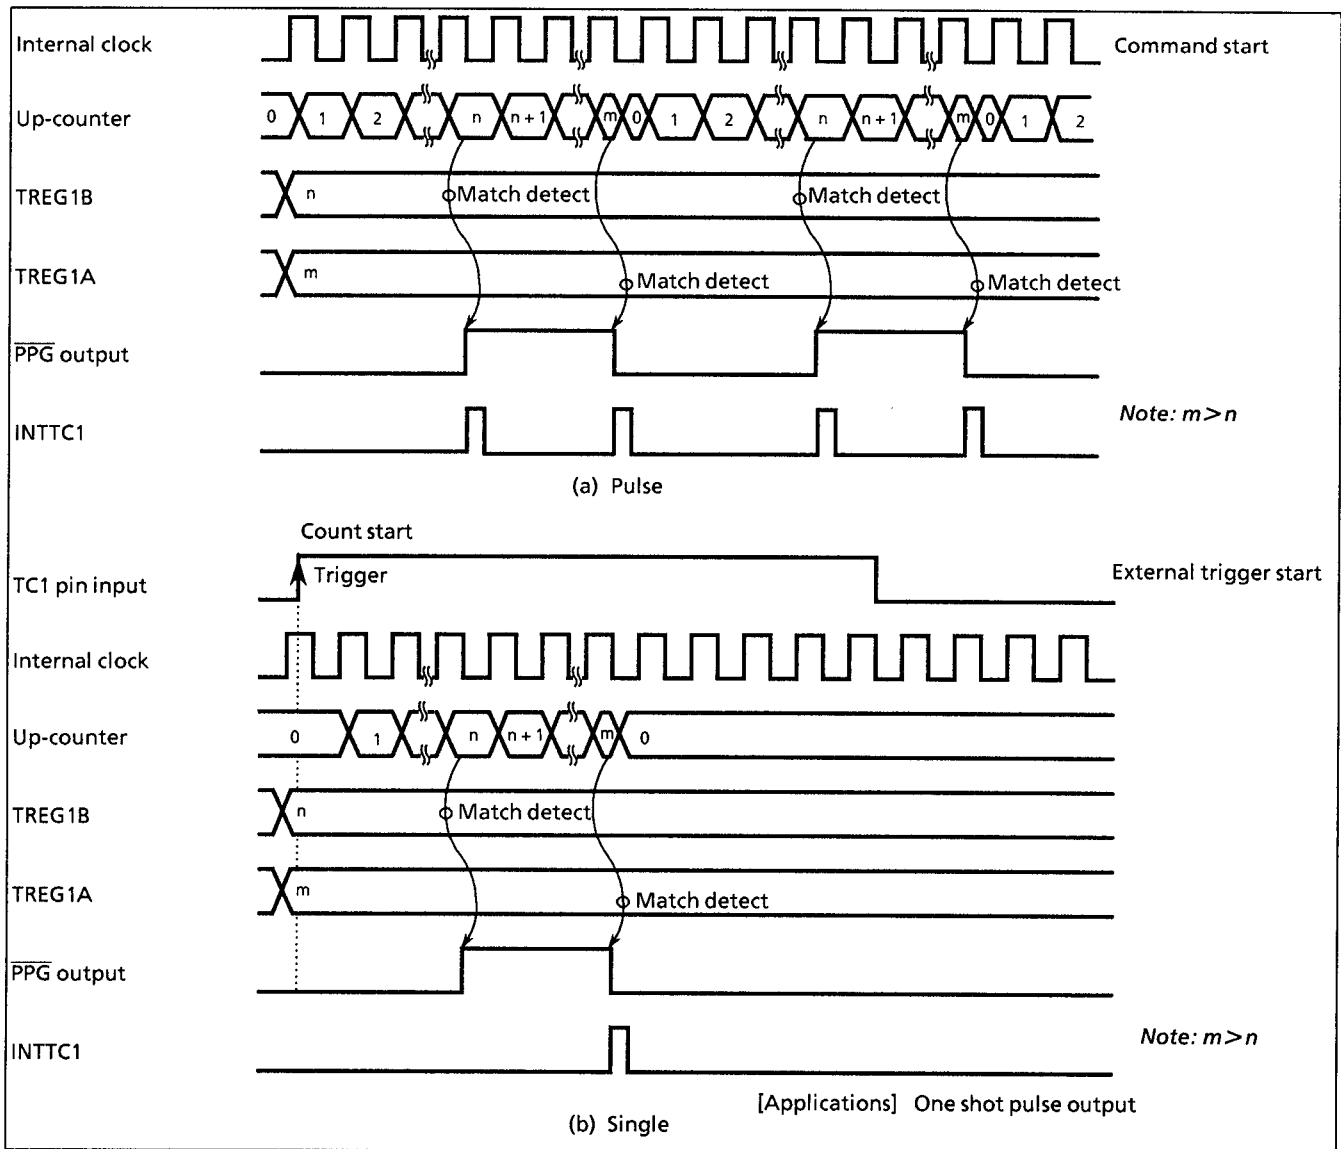 Internal clock
Command start
Up-counter
0 1 2 n n + 1 m 0 1 2 n n+1 m 0 1 2
TREG1B
n
Match detect
Match detect
TREG1A
m
Match detect
Match detect
PPG output
Note: m>n
INTTC1
(a) Pulse
Count start
Trigger
TC1 pin input
External trigger start
Internal clock
Up-counter
0 1 n n + 1 m 0
TREG1B
n
Match detect
TREG1A
m
Match detect
PPG output
Note: m>n
INTTC1
[Applications] One shot pulse output
(b) Single